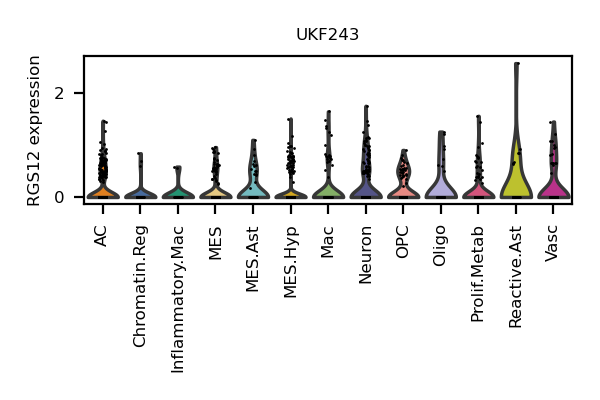 UKF243
RGS12 expression
2
0
AC
Chromatin.Reg
Inflammatory.Mac
MES
MES.Ast
MES.Hyp
Mac
Neuron
OPC
Oligo
Prolif.Metab
Reactive.Ast
Vasc